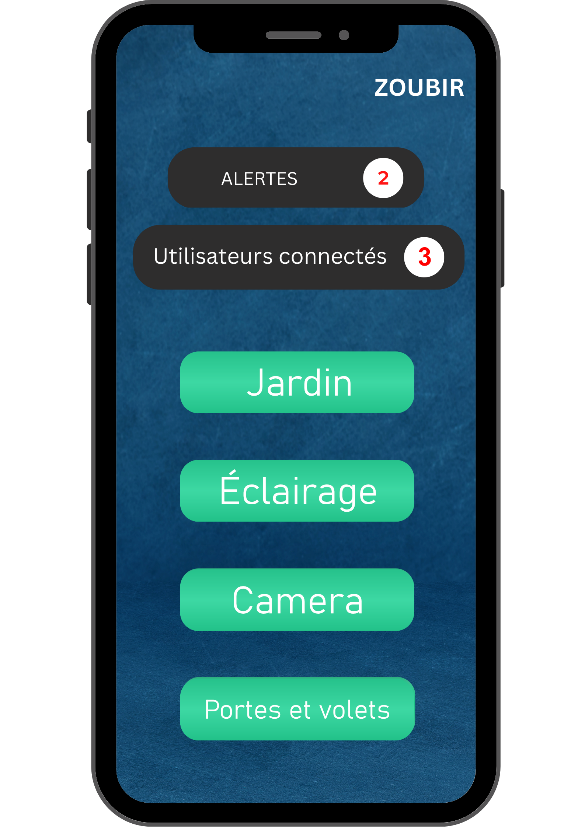 ZOUBIR
ALERTES 2
Utilisateurs connectés 3
Jardin
Éclairage
Camera
Portes et volets